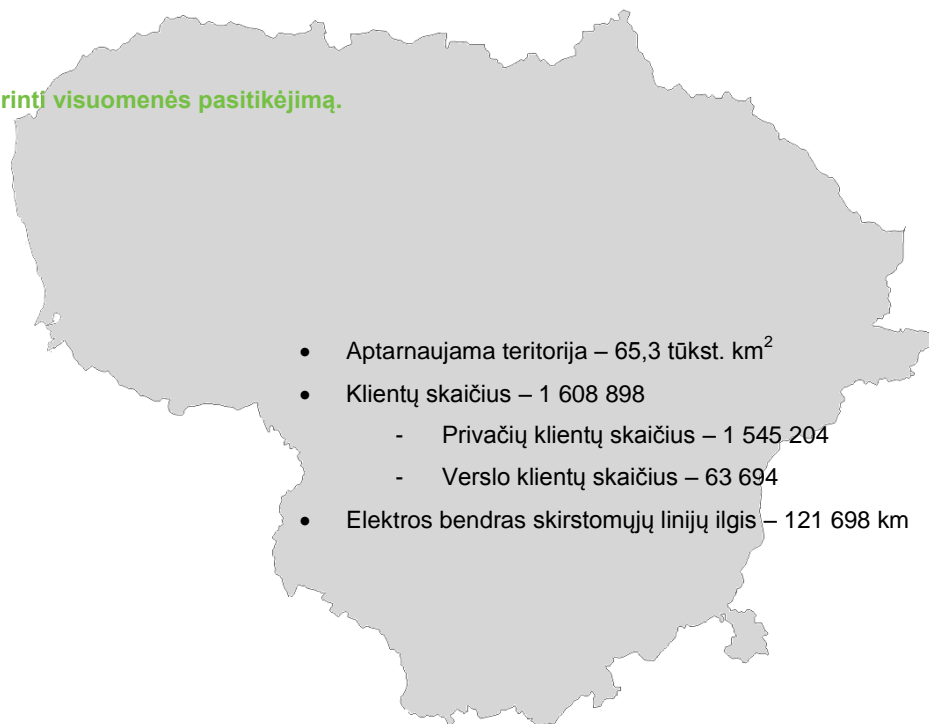 rinti visuomenės pasitikėjimą.
• Aptarnaujama teritorija – 65,3 tūkst. km²
• Klientų skaičius – 1 608 898
- Privačių klientų skaičius – 1 545 204
- Verslo klientų skaičius – 63 694
• Elektros bendras skirstomųjų linijų ilgis – 121 698 km